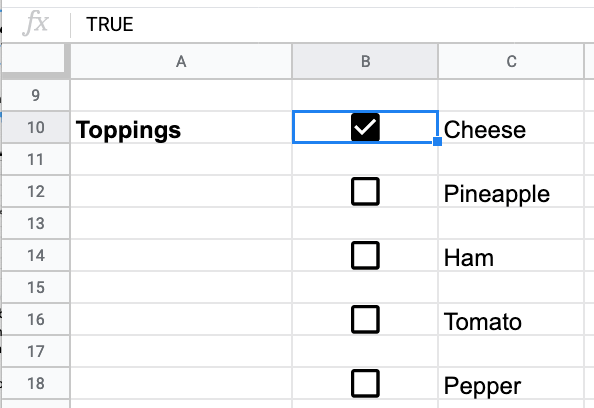 fx TRUE
A B C
9
10 Toppings Cheese
11
12 Pineapple
13
14 Ham
15
16 Tomato
17
18 Pepper